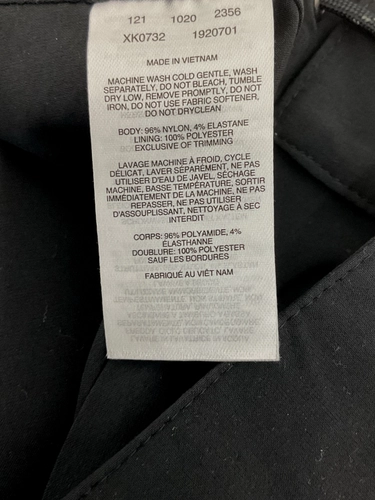 121 1020 2356
XK0732 1920701
MADE IN VIETNAM
MACHINE WASH COLD GENTLE, WASH
SEPARATELY, DO NOT BLEACH, TUMBLE
DRY LOW, REMOVE PROMPTLY, DO NOT
IRON, DO NOT USE FABRIC SOFTENER,
DO NOT DRYCLEAN
BODY: 96% NYLON, 4% ELASTANE
LINING: 100% POLYESTER
EXCLUSIVE OF TRIMMING
LAVAGE MACHINE À FROID, CYCLE
DÉLICAT, LAVER SÉPARÉMENT, NE PAS
UTILISER D'EAU DE JAVEL, SÉCHAGE
MACHINE, BASSE TEMPÉRATURE, SORTIR
IMMÉDIATEMENT DE LA MACHINE, NE PAS
REPASSER, NE PAS UTILISER
D'ASSOUPLISSANT, NETTOYAGE À SEC
INTERDIT
CORPS: 96% POLYAMIDE, 4%
ÉLASTHANNE
DOUBLURE: 100% POLYESTER
SAUF LES BORDURES
FABRIQUÉ AU VIÊT NAM